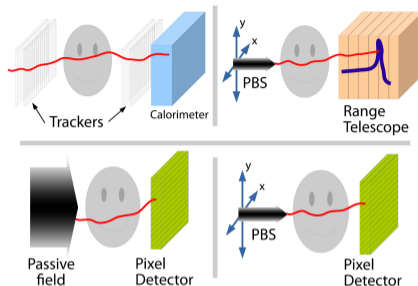 Trackers
Calorimeter
y
x
PBS
Range
Telescope
Passive
field
Pixel
Detector
y
x
PBS
Pixel
Detector